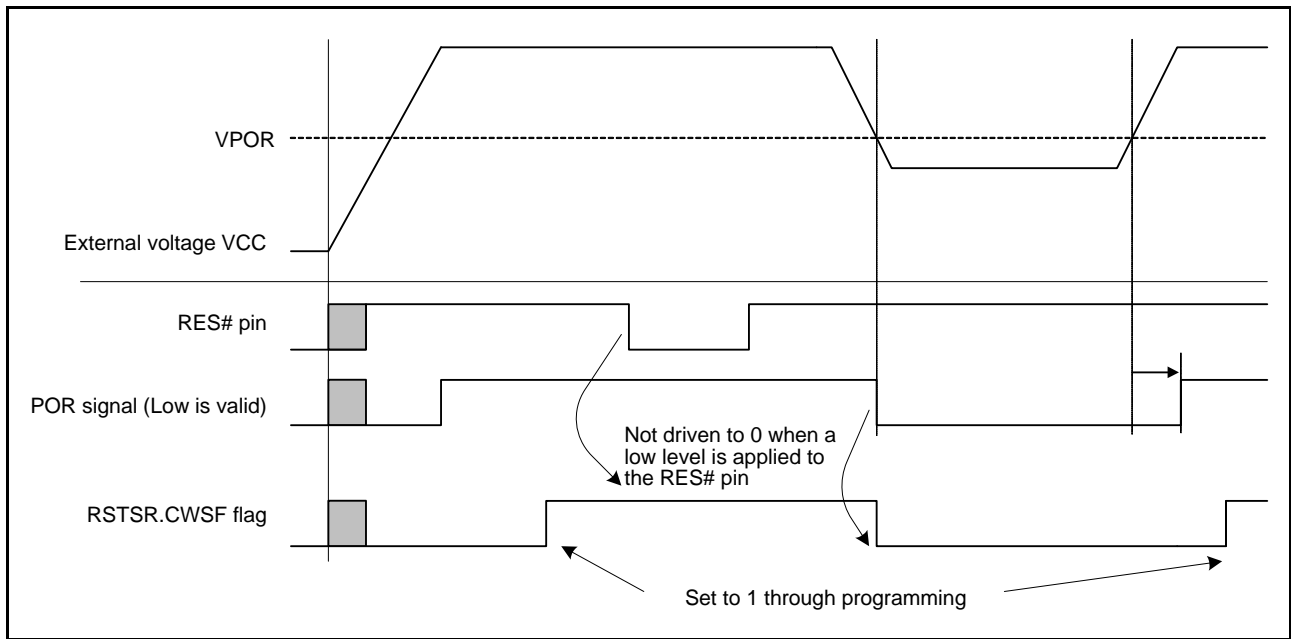 VPOR
External voltage VCC
RES# pin
POR signal (Low is valid)
Not driven to 0 when a
low level is applied to
the RES# pin
RSTSR.CWSF flag
Set to 1 through programming